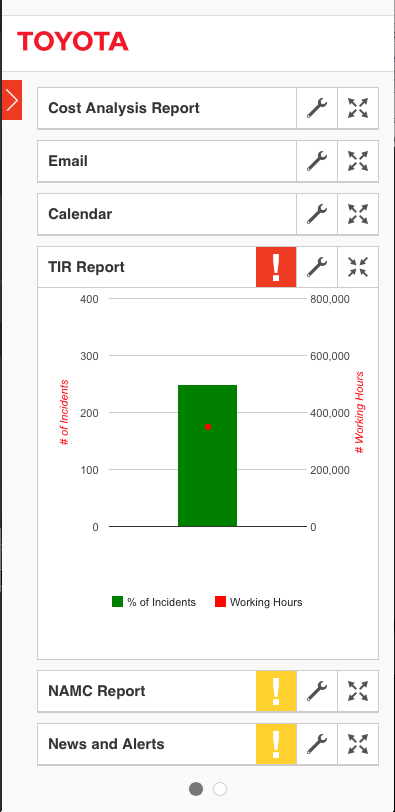 TOYOTA
Cost Analysis Report
Email
Calendar
TIR Report
!
400
800,000
300
600,000
# of Incidents
200
400,000
# Working Hours
100
200,000
0
0
% of Incidents
Working Hours
NAMC Report
!
News and Alerts
!